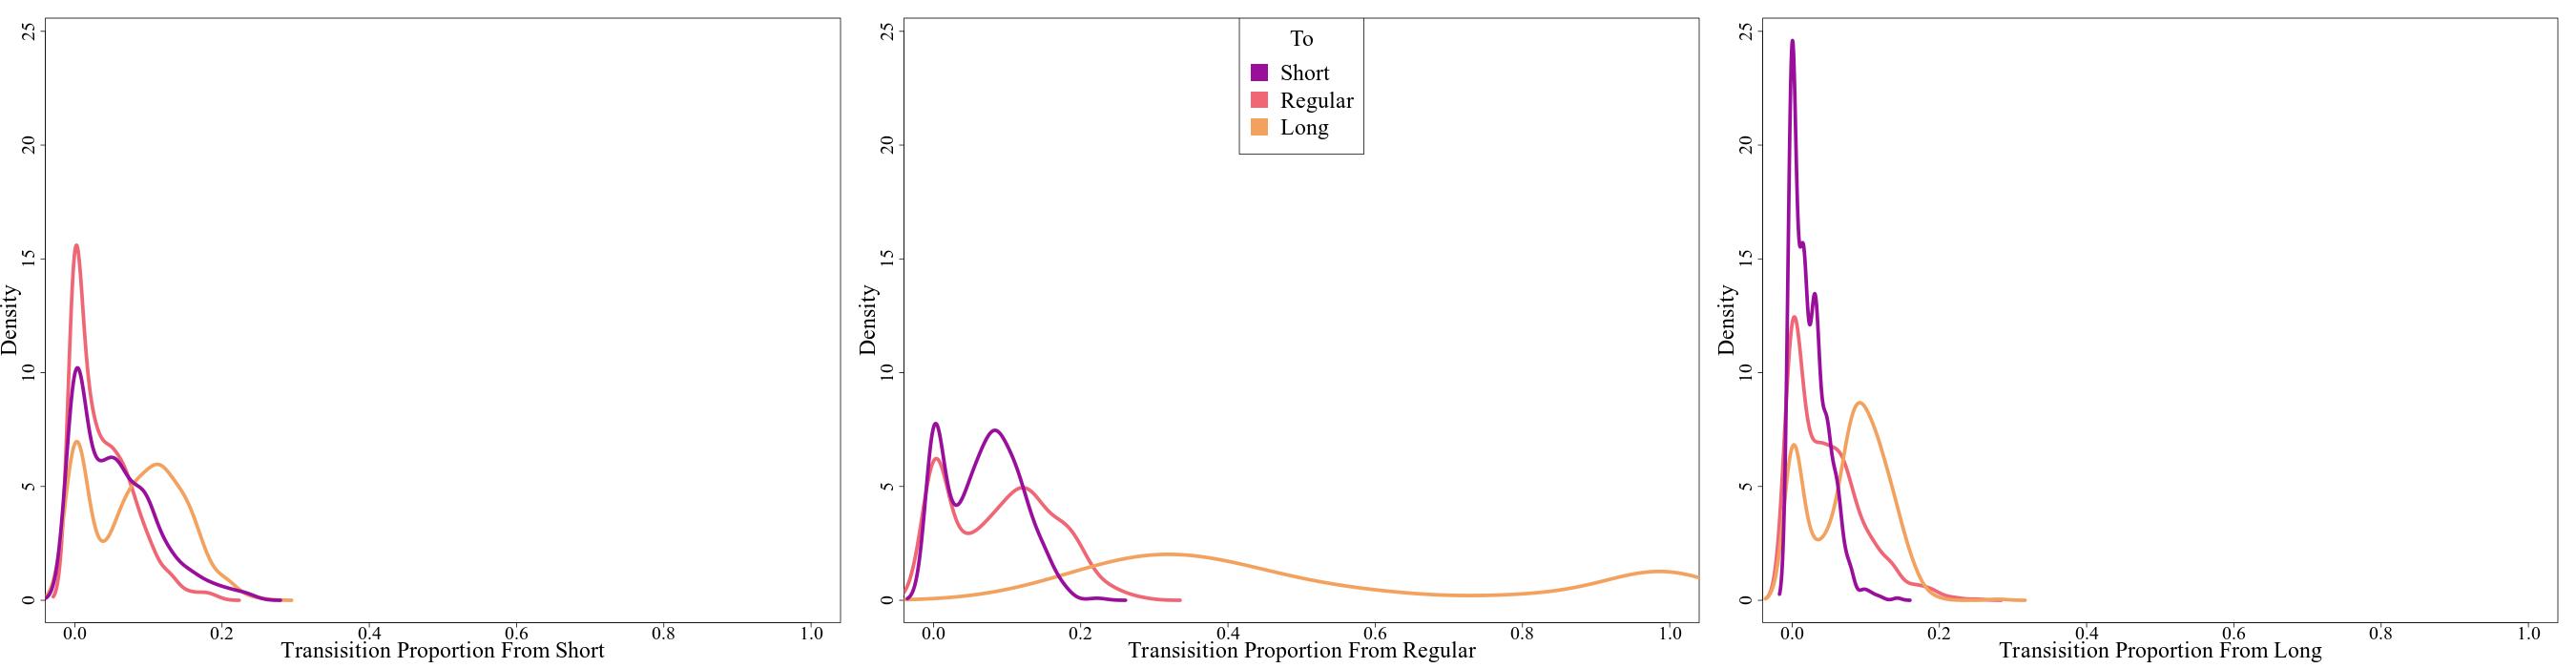 Density
0 5 10 15 20 25
0.0 0.2 0.4 0.6 0.8 1.0
Transisition Proportion From Short
Density
0 5 10 15 20 25
To
Short
Regular
Long
0.0 0.2 0.4 0.6 0.8 1.0
Transisition Proportion From Regular
Density
0 5 10 15 20 25
0.0 0.2 0.4 0.6 0.8 1.0
Transisition Proportion From Long